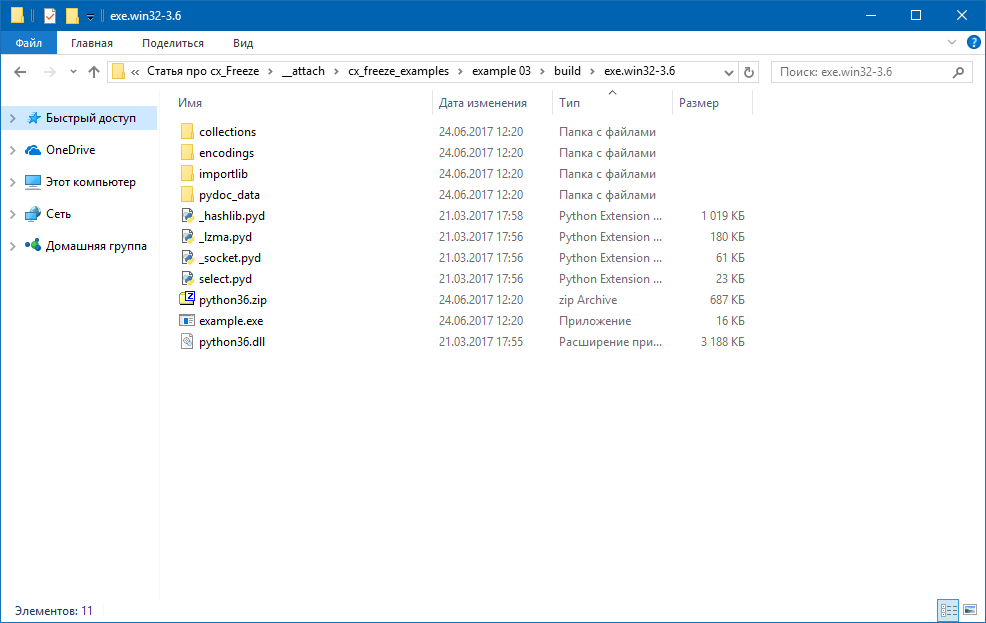 exe.win32-3.6
Файл Главная Поделиться Вид
« Статья про cx_Freeze > __attach > cx_freeze_examples > example 03 > build > exe.win32-3.6 Поиск: exe.win32-3.6
Быстрый доступ
OneDrive
Этот компьютер
Сеть
Домашняя группа
Имя Дата изменения Тип Размер
collections 24.06.2017 12:20 Папка с файлами
encodings 24.06.2017 12:20 Папка с файлами
importlib 24.06.2017 12:20 Папка с файлами
pydoc_data 24.06.2017 12:20 Папка с файлами
_hashlib.pyd 21.03.2017 17:58 Python Extension ... 1 019 КБ
_lzma.pyd 21.03.2017 17:56 Python Extension ... 180 КБ
_socket.pyd 21.03.2017 17:56 Python Extension ... 61 КБ
select.pyd 21.03.2017 17:56 Python Extension ... 23 КБ
python36.zip 24.06.2017 12:20 zip Archive 687 КБ
example.exe 24.06.2017 12:20 Приложение 16 КБ
python36.dll 21.03.2017 17:55 Расширение при... 3 188 КБ
Элементов: 11